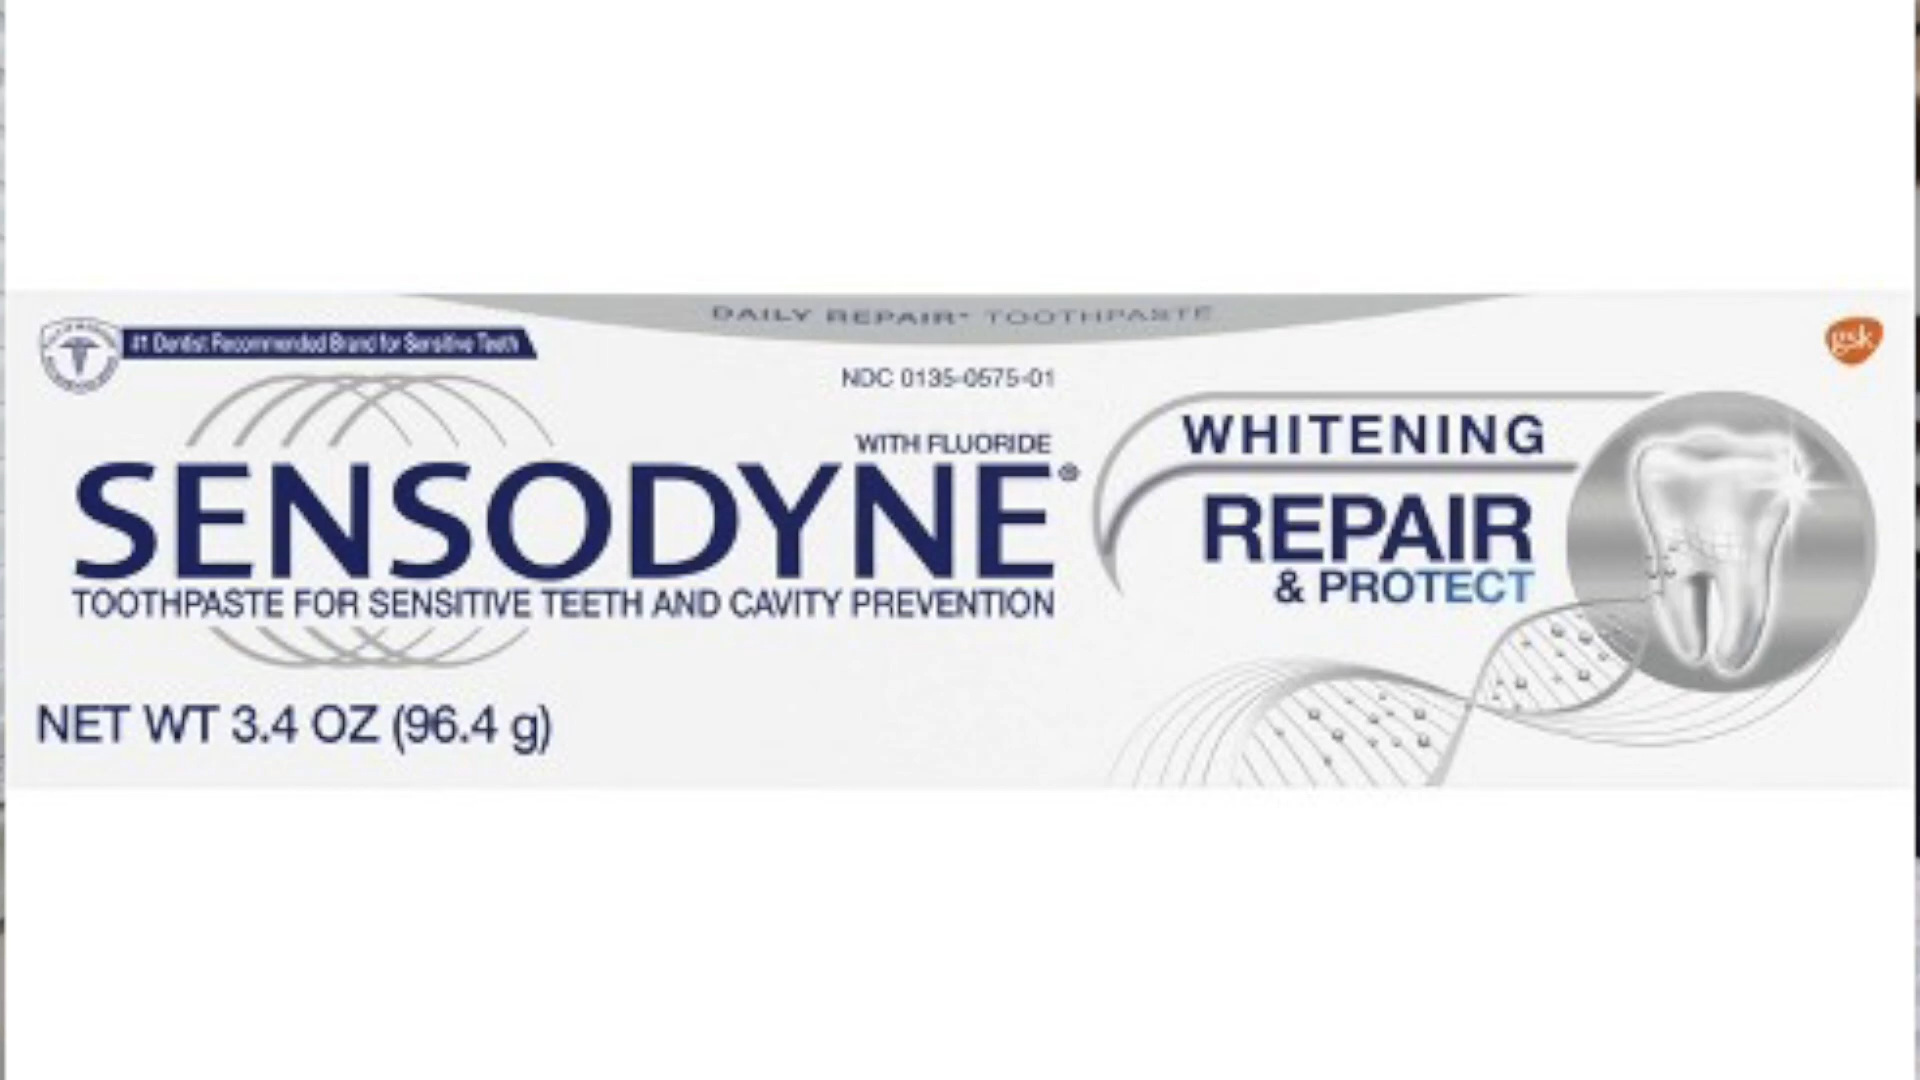 DAILY REPAIR* TOOTHPASTE
#1 Dentist Recommended Brand for Sensitive Teeth
gsk
NDC 0135-0575-01
WITH FLUORIDE
SENSODYNE®
TOOTHPASTE FOR SENSITIVE TEETH AND CAVITY PREVENTION
NET WT 3.4 OZ (96.4 g)
WHITENING
REPAIR
& PROTECT